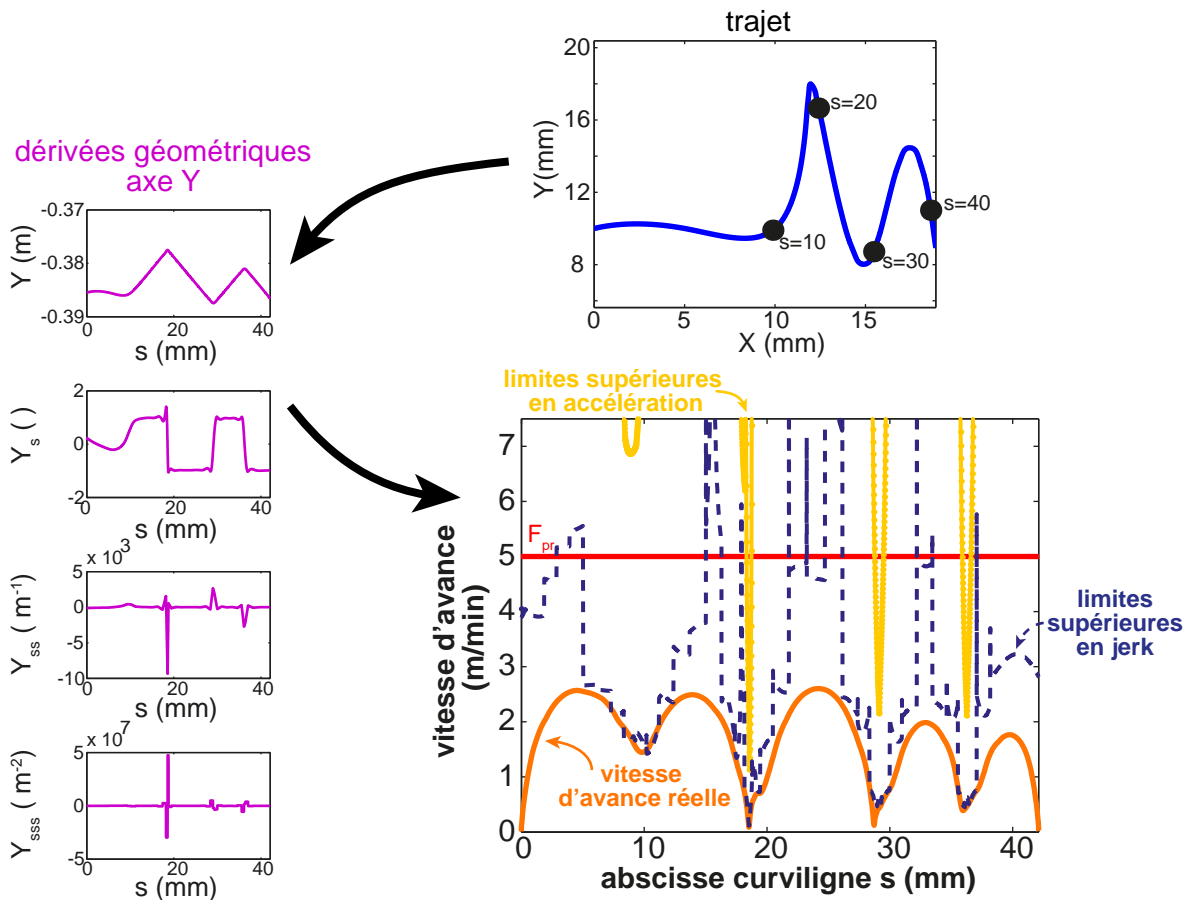 trajet
20
16
12
8
Y(mm)
s=20
s=40
s=10
s=30
0 5 10 15
X (mm)
dérivées géométriques
axe Y
-0.37
-0.38
-0.39
Y (m)
0 20 40
s (mm)
2
0
-2
Y s ( )
0 20 40
s (mm)
x 10 3
5
0
-5
-10
Y ss ( m-1)
0 20 40
s (mm)
x 10 7
5
0
-5
Y sss ( m-2)
0 20 40
s (mm)
limites supérieures
en accélération
7
6
5
4
3
2
1
0
vitesse d'avance
(m/min)
F pr
limites
supérieures
en jerk
vitesse
d'avance réelle
0 10 20 30 40
abscisse curviligne s (mm)